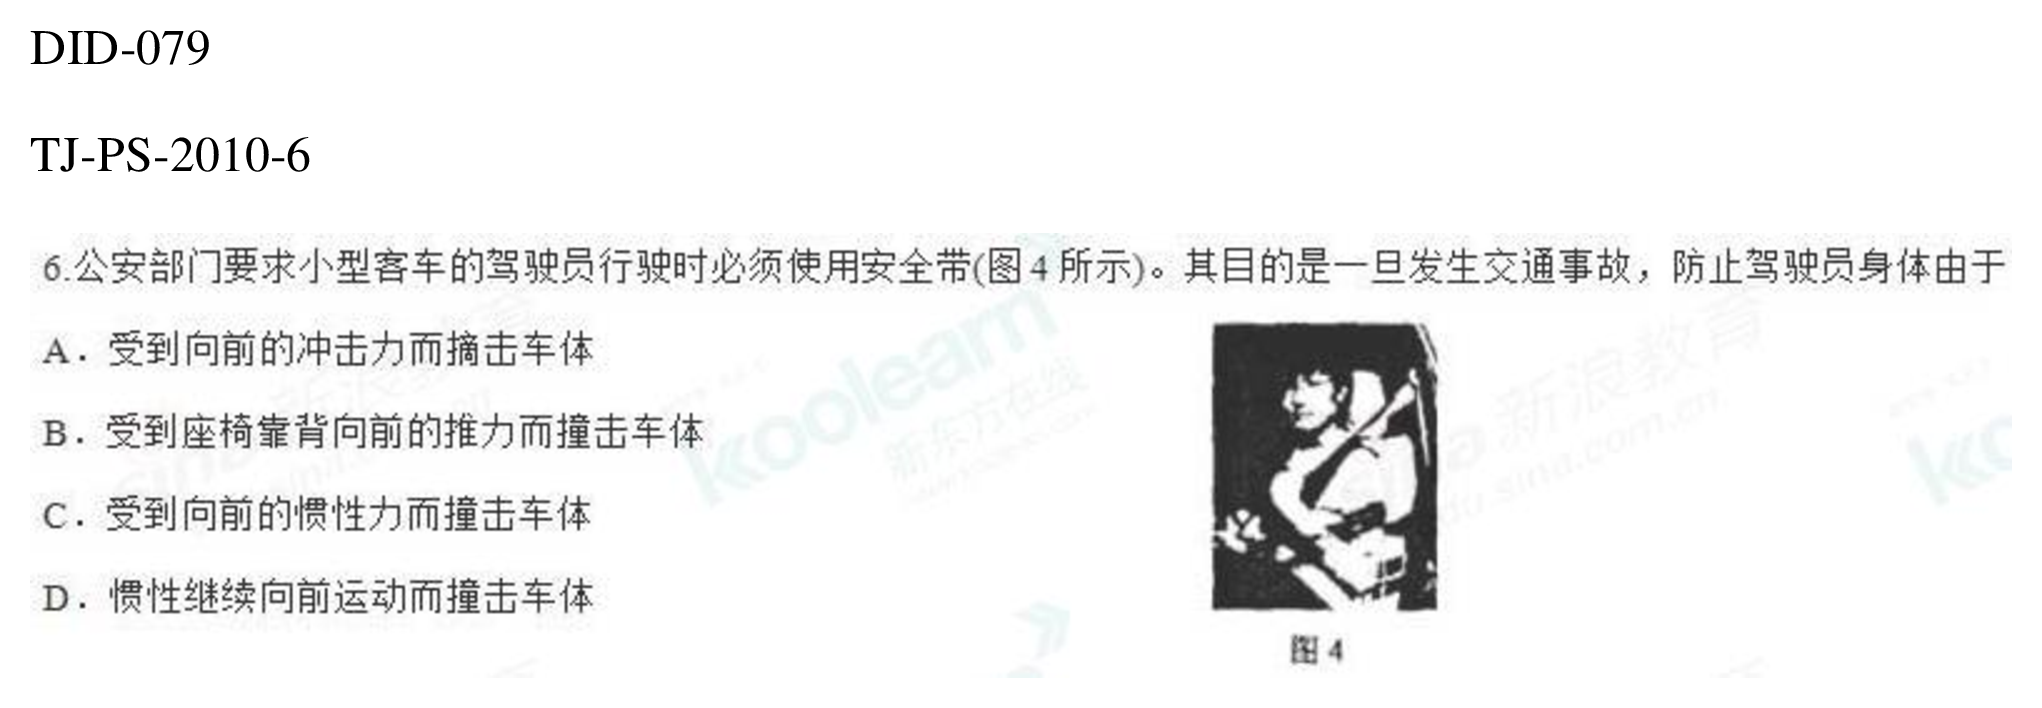 DID-079
TJ-PS-2010-6
6.公安部门要求小型客车的驾驶员行驶时必须使用安全带(图4所示)。其目的是一旦发生交通事故，防止驾驶员身体由于
A．受到向前的冲击力而摘击车体
B．受到座椅靠背向前的推力而撞击车体
C．受到向前的惯性力而撞击车体
D．惯性继续向前运动而撞击车体
图 4
koolearn
新东方在线
sina新浪教育
edu.sina.com.cn